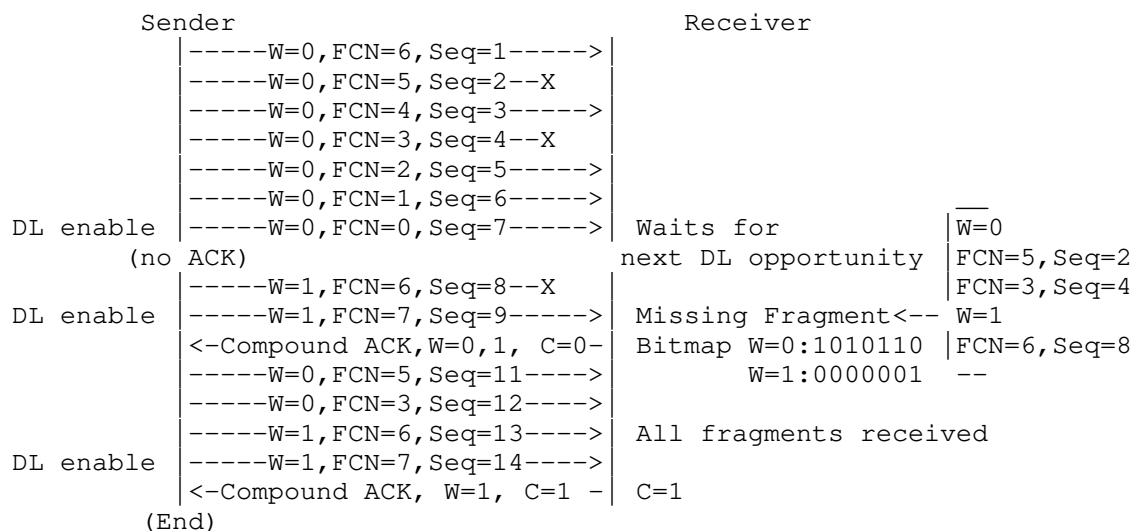 Sender                              Receiver
           |-----W=0,FCN=6,Seq=1----->|
           |-----W=0,FCN=5,Seq=2--X   |
           |-----W=0,FCN=4,Seq=3----->|
           |-----W=0,FCN=3,Seq=4--X   |
           |-----W=0,FCN=2,Seq=5----->|
           |-----W=0,FCN=1,Seq=6----->|                       __
DL enable  |-----W=0,FCN=0,Seq=7----->| Waits for            |W=0
       (no ACK)                        next DL opportunity   |FCN=5,Seq=2
           |-----W=1,FCN=6,Seq=8--X   |                      |FCN=3,Seq=4
DL enable  |-----W=1,FCN=7,Seq=9----->| Missing Fragment<--  W=1
           |<-Compound ACK,W=0,1, C=0-| Bitmap W=0:1010110   |FCN=6,Seq=8
           |-----W=0,FCN=5,Seq=11---->|        W=1:0000001   --
           |-----W=0,FCN=3,Seq=12---->|
           |-----W=1,FCN=6,Seq=13---->| All fragments received
DL enable  |-----W=1,FCN=7,Seq=14---->|
           |<-Compound ACK, W=1, C=1 -| C=1
        (End)